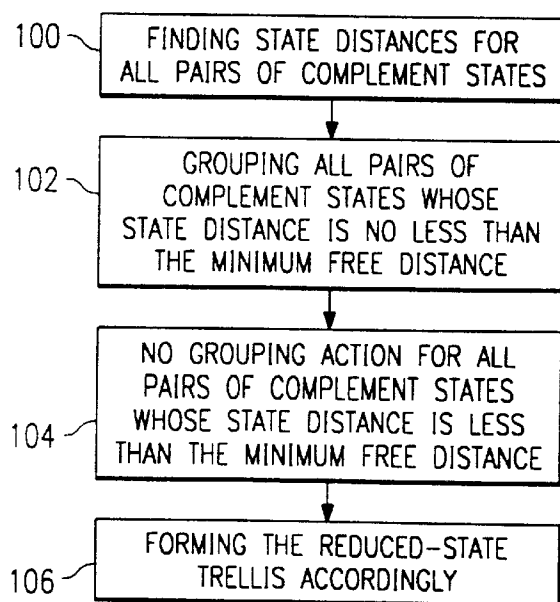 100
FINDING STATE DISTANCES FOR
ALL PAIRS OF COMPLEMENT STATES
102
GROUPING ALL PAIRS OF
COMPLEMENT STATES WHOSE
STATE DISTANCE IS NO LESS THAN
THE MINIMUM FREE DISTANCE
104
NO GROUPING ACTION FOR ALL
PAIRS OF COMPLEMENT STATES
WHOSE STATE DISTANCE IS LESS
THAN THE MINIMUM FREE DISTANCE
106
FORMING THE REDUCED-STATE
TRELLIS ACCORDINGLY